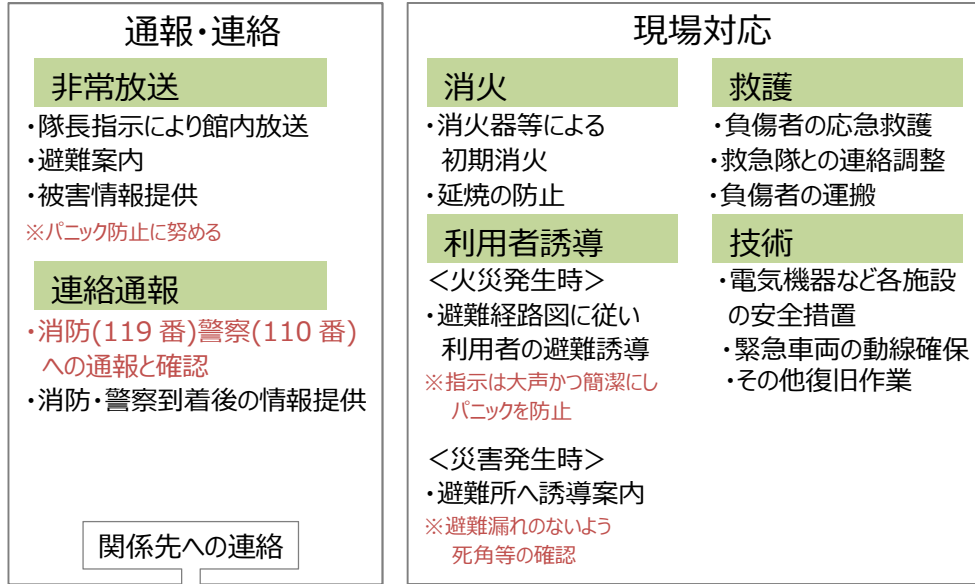 通報・連絡
非常放送
・隊長指示により館内放送
・避難案内
・被害情報提供
※パニック防止に努める
連絡通報
・消防(119 番)警察(110 番)
への通報と確認
・消防・警察到着後の情報提供
関係先への連絡
現場対応
消火
・消火器等による
初期消火
・延焼の防止
利用者誘導
＜火災発生時＞
・避難経路図に従い
利用者の避難誘導
※指示は大声かつ簡潔にし
パニックを防止
＜災害発生時＞
・避難所へ誘導案内
※避難漏れのないよう
死角等の確認
救護
・負傷者の応急救護
・救急隊との連絡調整
・負傷者の運搬
技術
・電気機器など各施設
の安全措置
・緊急車両の動線確保
・その他復旧作業